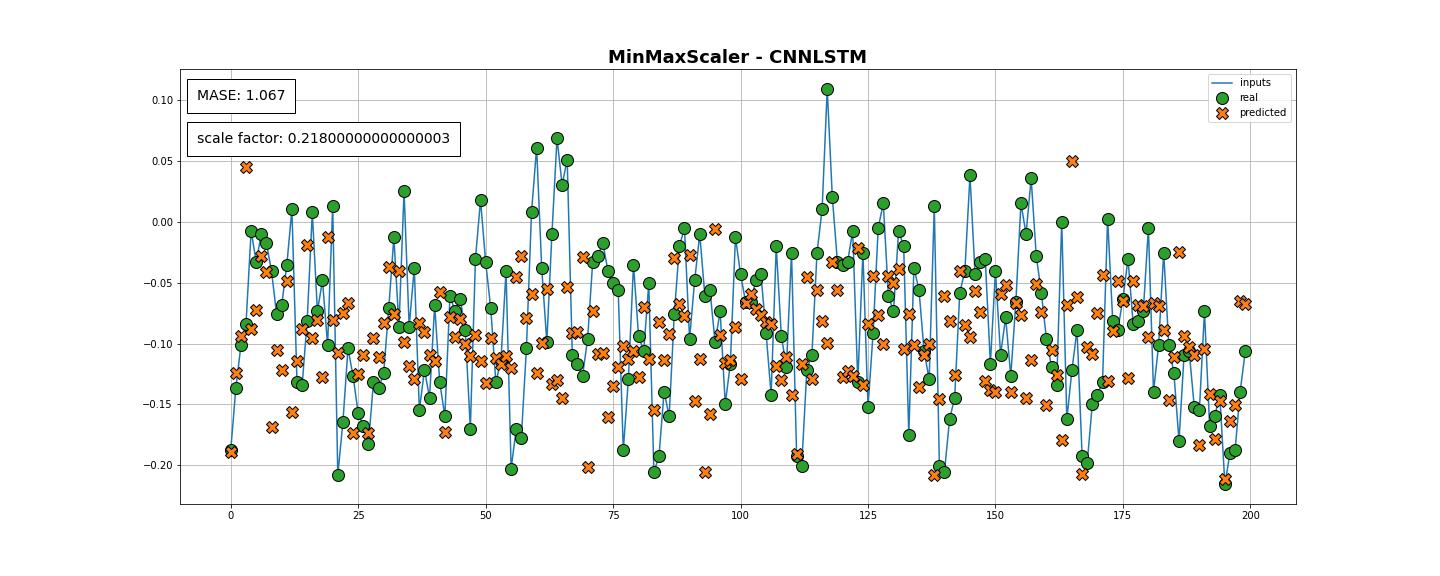 MinMaxScaler - CNNLSTM
MASE: 1.067
scale factor: 0.21800000000000003
inputs
real
predicted
0.10
0.05
0.00
−0.05
−0.10
−0.15
−0.20
0 25 50 75 100 125 150 175 200